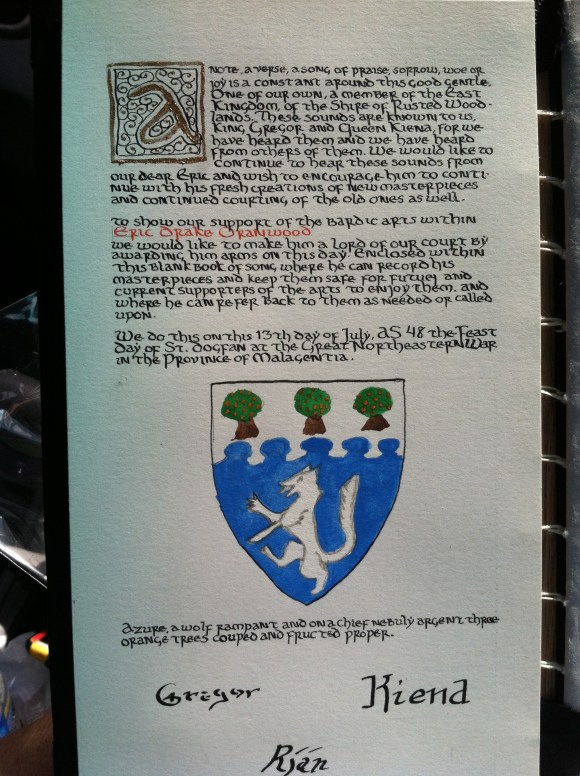 A note, a verse, a song of praise, sorrow, woe or
joy is a constant around this good gentle.
One of our own, a member of the East
Kingdom, of the Shire of Rusted Wood-
lands. These sounds are known to us,
King Gregor and Queen Kiena, for we
have heard them and we have heard
from others of them. We would like to
continue to hear these sounds from
our dear Eric and wish to encourage him to conti-
nue with his fresh creations of new masterpieces
and continued courting of the old ones as well.
To show our support of the bardic arts within
Eric Drake Oranwood
we would like to make him a lord of our court by
awarding him arms on this day. Enclosed within
this blank book of song, where he can record his
masterpieces and keep them safe for future and
current supporters of the arts to enjoy them. and
where he can refer back to them as needed or called
upon.
We do this on this 13th day of July, AS 48 the Feast
day of St. Dogfan at the Great Northeastern War
in the Province of Malagentia.
Azure, a wolf rampant and on a chief nebuly argent three
orange trees couped and fructed proper.
Gregor
Kiena
Rján